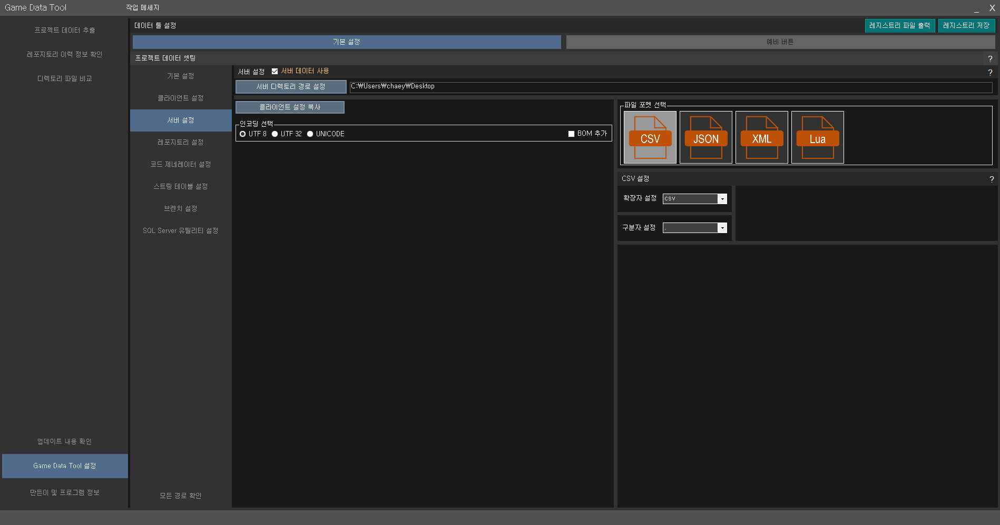 Game Data Tool
작업 메세지
_ X
프로젝트 데이터 추출
레포지토리 이력 정보 확인
디렉토리 파일 비교
업데이트 내용 확인
Game Data Tool 설정
만든이 및 프로그램 정보
데이터 툴 설정
레지스트리 파일 출력
레지스트리 저장
기본 설정
예비 버튼
프로젝트 데이터 셋팅
?
기본 설정
클라이언트 설정
서버 설정
레포지토리 설정
코드 제네레이터 설정
스트링 테이블 설정
브렌치 설정
SQL Server 유틸리티 설정
모든 경로 확인
서버 설정 서버 데이터 사용
?
서버 디렉토리 경로 설정
C:₩Users₩chaey₩Desktop
클라이언트 설정 복사
인코딩 선택
UTF 8 UTF 32 UNICODE
BOM 추가
파일 포멧 선택
CSV JSON XML Lua
CSV 설정
?
확장자 설정 csv
구분자 설정 ,